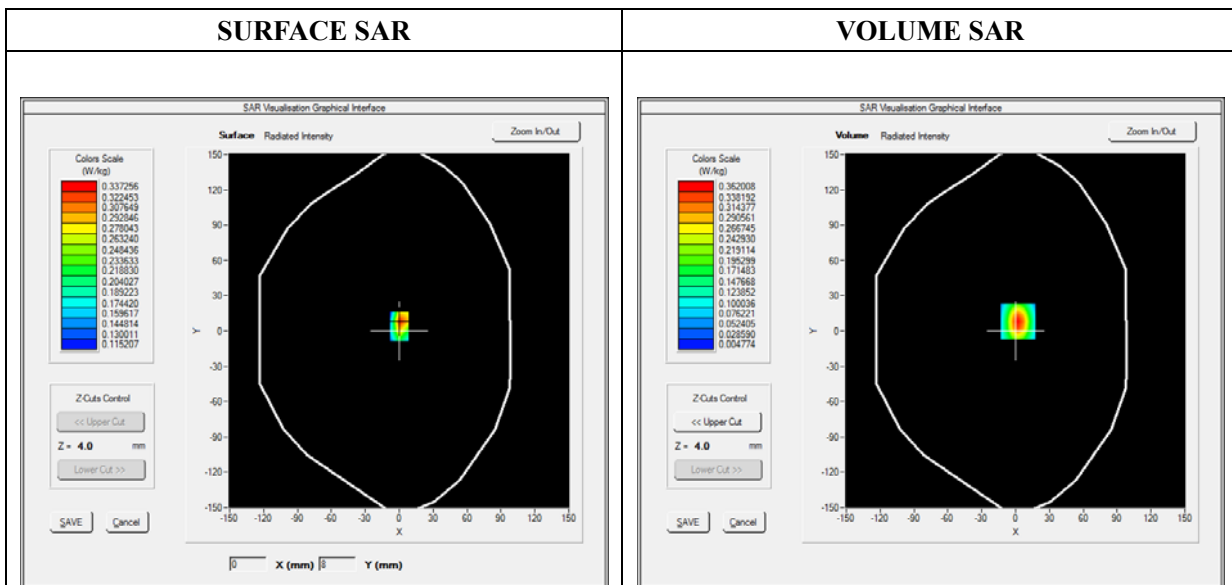 SURFACE SAR
VOLUME SAR
SAR Visualisation Graphical Interface
Surface Radiated Intensity
Zoom In/Out
Colors Scale
(W/kg)
0.337256
0.322453
0.307649
0.292846
0.278043
0.263240
0.248436
0.233633
0.218830
0.204027
0.189223
0.174420
0.159617
0.144814
0.130011
0.115207
Z-Cuts Control
<< Upper Cut
Z = 4.0 mm
Lower Cut >>
SAVE
Cancel
150
120
90
60
30
0
-30
-60
-90
-120
-150
Y
-150 -120 -90 -60 -30 0 30 60 90 120 150
X
0 X (mm) 8 Y (mm)
SAR Visualisation Graphical Interface
Volume Radiated Intensity
Zoom In/Out
Colors Scale
(W/kg)
0.362008
0.338192
0.314377
0.290561
0.266745
0.242930
0.219114
0.195299
0.171483
0.147668
0.123852
0.100036
0.076221
0.052405
0.028590
0.004774
Z-Cuts Control
<< Upper Cut
Z = 4.0 mm
Lower Cut >>
SAVE
Cancel
150
120
90
60
30
0
-30
-60
-90
-120
-150
Y
-150 -120 -90 -60 -30 0 30 60 90 120 150
X